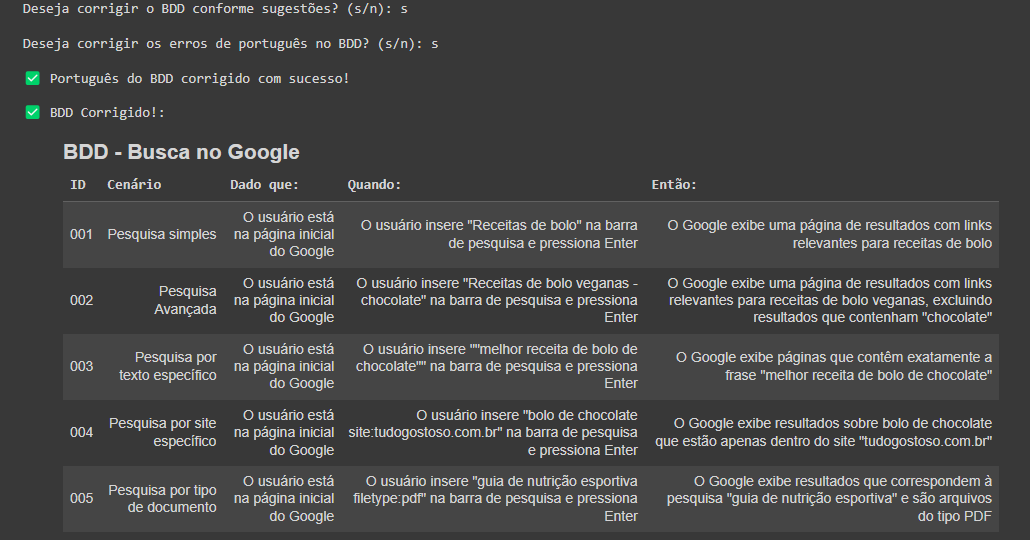 Deseja corrigir o BDD conforme sugestões? (s/n): s
Deseja corrigir os erros de português no BDD? (s/n): s
✅ Português do BDD corrigido com sucesso!
✅ BDD Corrigido!:
BDD - Busca no Google
ID Cenário Dado que: Quando: Então:
001 Pesquisa simples
O usuário está
na página inicial
do Google
O usuário insere "Receitas de bolo" na barra
de pesquisa e pressiona Enter
O Google exibe uma página de resultados com links
relevantes para receitas de bolo
002
Pesquisa
Avançada
O usuário está
na página inicial
do Google
O usuário insere "Receitas de bolo veganas -
chocolate" na barra de pesquisa e pressiona
Enter
O Google exibe uma página de resultados com links
relevantes para receitas de bolo veganas, excluindo
resultados que contenham "chocolate"
003
Pesquisa por
texto específico
O usuário está
na página inicial
do Google
O usuário insere ""melhor receita de bolo de
chocolate"" na barra de pesquisa e pressiona
Enter
O Google exibe páginas que contêm exatamente a
frase "melhor receita de bolo de chocolate"
004
Pesquisa por site
específico
O usuário está
na página inicial
do Google
O usuário insere "bolo de chocolate
site:tudogostoso.com.br" na barra de pesquisa
e pressiona Enter
O Google exibe resultados sobre bolo de chocolate
que estão apenas dentro do site "tudogostoso.com.br"
005
Pesquisa por tipo
de documento
O usuário está
na página inicial
do Google
O usuário insere "guia de nutrição esportiva
filetype:pdf" na barra de pesquisa e pressiona
Enter
O Google exibe resultados que correspondem à
pesquisa "guia de nutrição esportiva" e são arquivos
do tipo PDF